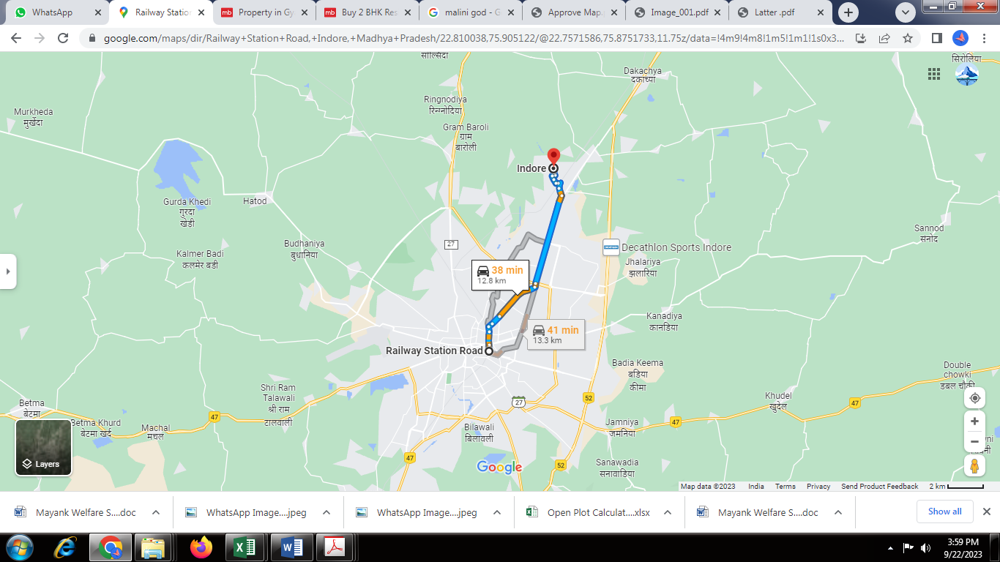 WhatsApp
Railway Statio
Property in Gy
Buy 2 BHK Res
malini god - G
Approve Map.
Image_001.pdf
Latter .pdf
google.com/maps/dir/Railway+Station+Road,+Indore,+Madhya+Pradesh/22.810038,75.905122/@22.7571586,75.8751733,11.75z/data=!4m9!4m8!1m5!1m1!1s0x3...
सोल्सिंदा
सिरोलिया
Dakachya
दकाच्या
Ringnodiya
रिन्ग्नोदिया
Murkheda
मुर्खेदा
Gram Baroli
ग्राम
बारोली
Indore
Gurda Khedi
गुरदा
खेड़ी
Hatod
Sannod
संनोद
27
Budhaniya
बुधानिया
Decathlon Sports Indore
Kalmer Badi
कलमेर बडी
Jhalariya
झलारिया
38 min
12.8 km
Kanadiya
कानडिया
41 min
13.3 km
Railway Station Road
Badia Keema
बडिया
कीमा
Double
chowki
डबल चौकी
Shri Ram
Talawali
श्री राम
टालवाली
52
27
Khudel
खुदेल
47
Betma
बेटमा
47
Betma Khurd
बेटमा खेर्द
Machal
मचल
Bilawali
बिलावली
Jamniya
जमनिया
47
Layers
47
52
Sanawadia
सनावाडिया
Google
Map data ©2023
India
Terms
Privacy
Send Product Feedback
2 km
Mayank Welfare S....doc
WhatsApp Image....jpeg
WhatsApp Image....jpeg
Open Plot Calculat....xlsx
Mayank Welfare S....doc
Show all
3:59 PM
9/22/2023